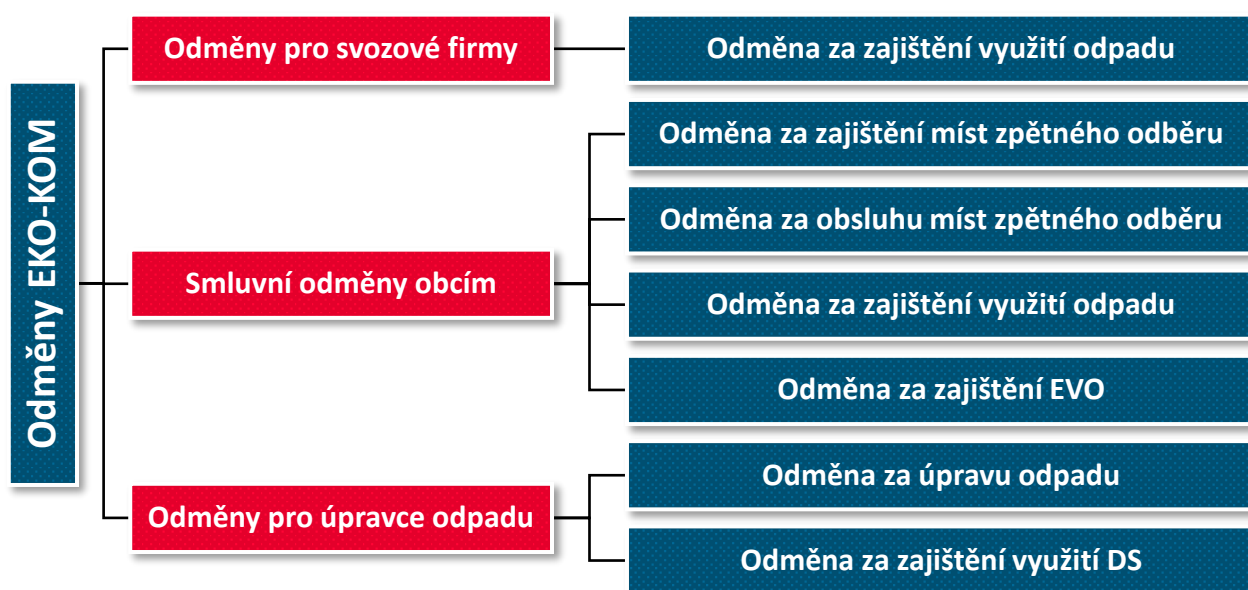 Odměny EKO-KOM
Odměny pro svozové firmy
Odměna za zajištění využití odpadu
Smluvní odměny obcím
Odměna za zajištění míst zpětného odběru
Odměna za obsluhu míst zpětného odběru
Odměna za zajištění využití odpadu
Odměna za zajištění EVO
Odměny pro úpravce odpadu
Odměna za úpravu odpadu
Odměna za zajištění využití DS